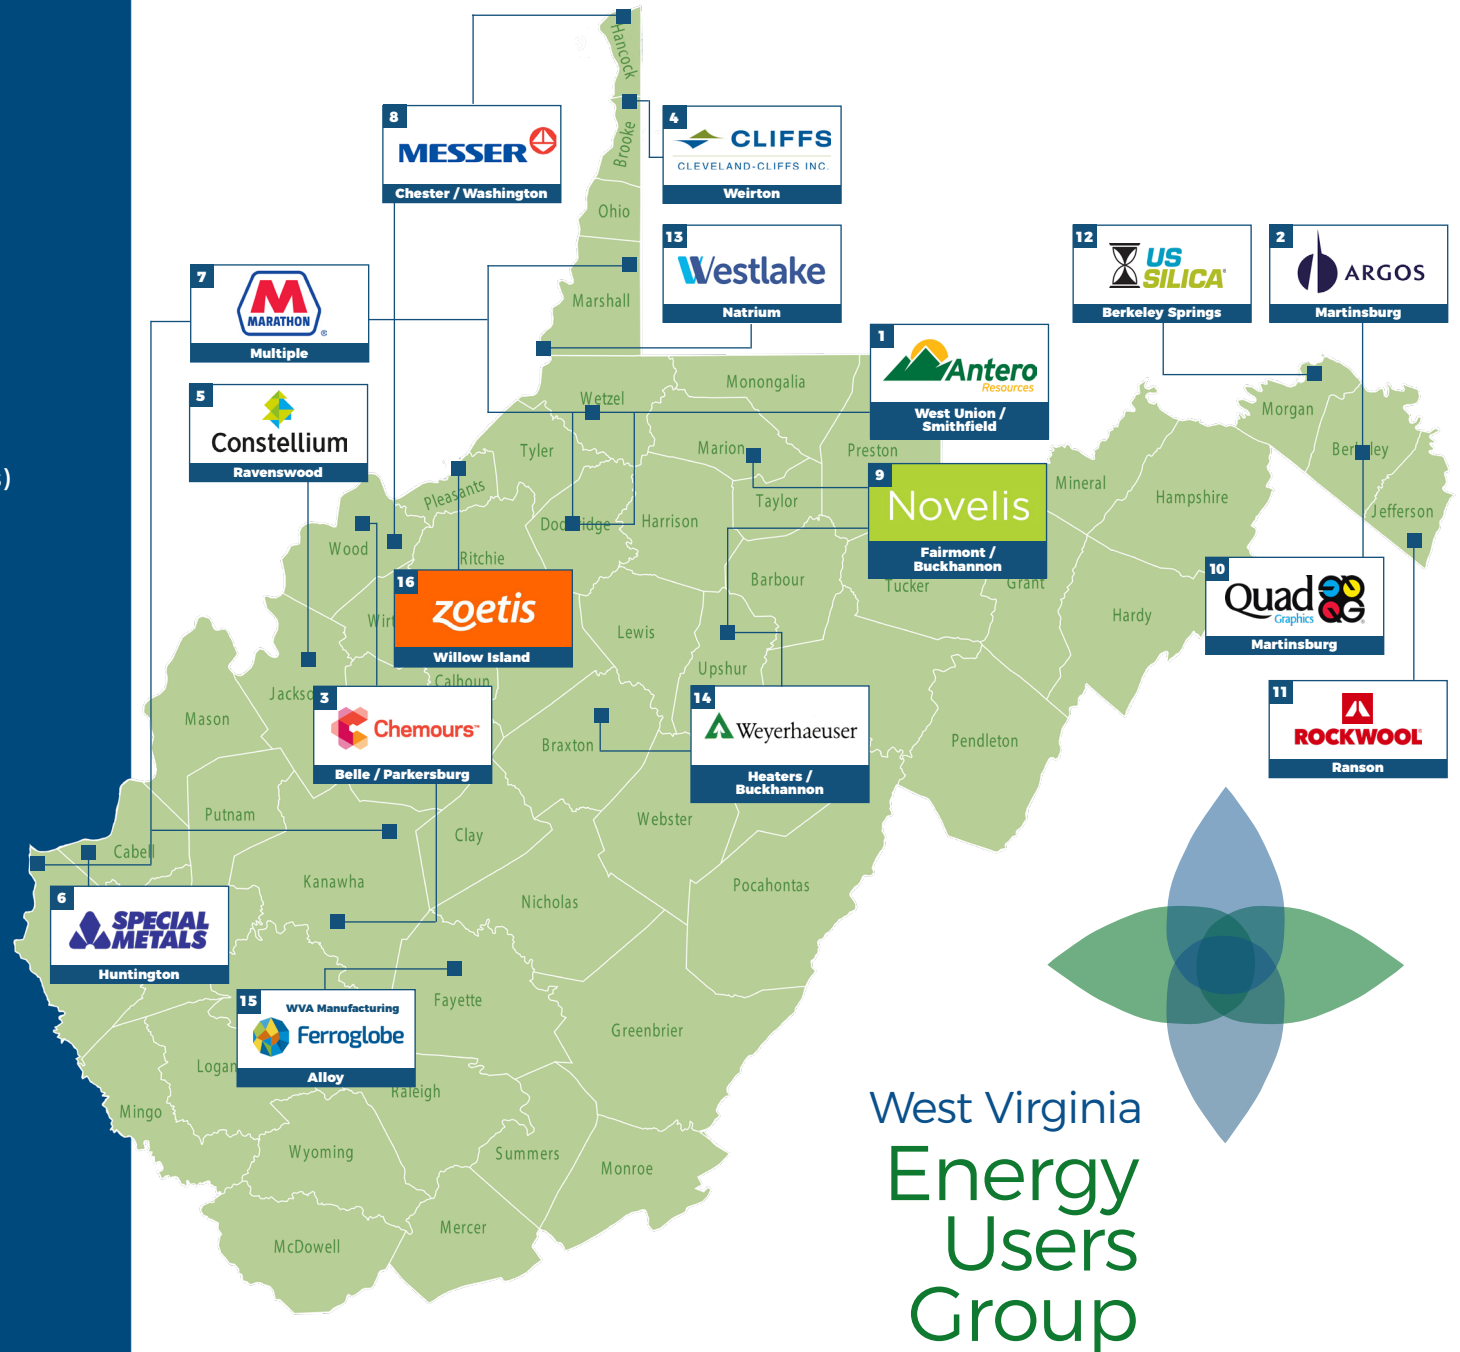 Hancock
8
MESSER
Chester / Washington
4
CLIFFS
CLEVELAND-CLIFFS INC.
Weirton
Brooke
Ohio
13
Westlake
Natrium
12
US
SILICA
Berkeley Springs
2
ARGOS
Martinsburg
7
MARATHON
®
Multiple
Marshall
1
Antero
Resources
West Union /
Smithfield
5
Constellium
Ravenswood
Wetzel
Monongalia
Morgan
Tyler
Marion
Preston
Berkeley
)
Pleasants
9
Novelis
Fairmont /
Buckhannon
Mineral
Hampshire
Jefferson
Taylor
Doddridge
Harrison
Wood
Ritchie
16
zoetis
Willow Island
Barbour
Tucker
Grant
Hardy
10
Quad
Graphics
Martinsburg
Wirt
Lewis
Upshur
Calhoun
Jackso
11
ROCKWOOL
Ranson
3
Chemours™
Belle / Parkersburg
14
Weyerhaeuser
Heaters /
Buckhannon
Mason
Braxton
Pendleton
Putnam
Clay
Webster
Cabell
Kanawha
Nicholas
Pocahontas
6
SPECIAL
METALS
Huntington
15
WVA Manufacturing
Ferroglobe
Alloy
Fayette
Greenbrier
Logan
Raleigh
Mingo
Wyoming
Summers
Monroe
Mercer
McDowell
West Virginia
Energy
Users
Group